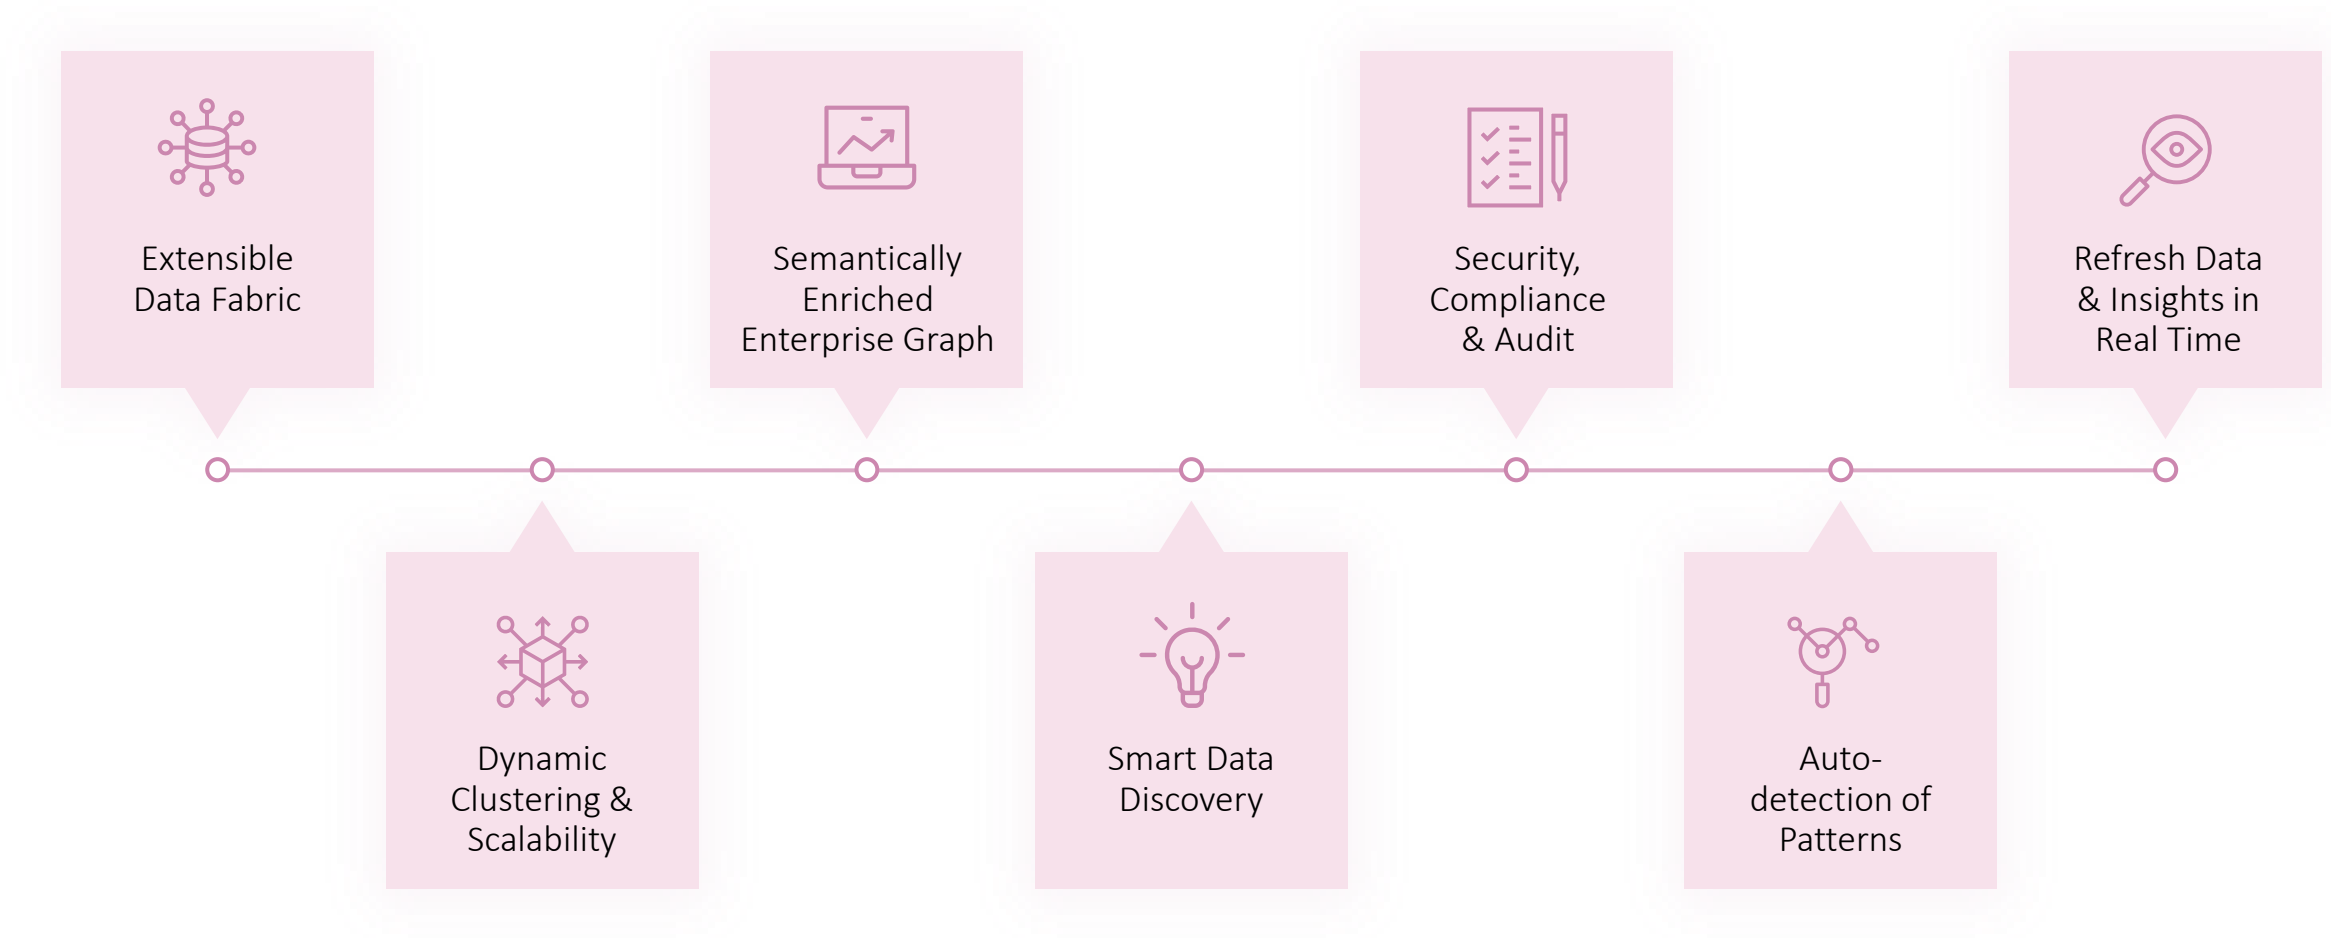 Extensible
Data Fabric
Dynamic
Clustering &
Scalability
Semantically
Enriched
Enterprise Graph
Smart Data
Discovery
Security,
Compliance
& Audit
Auto-
detection of
Patterns
Refresh Data
& Insights in
Real Time